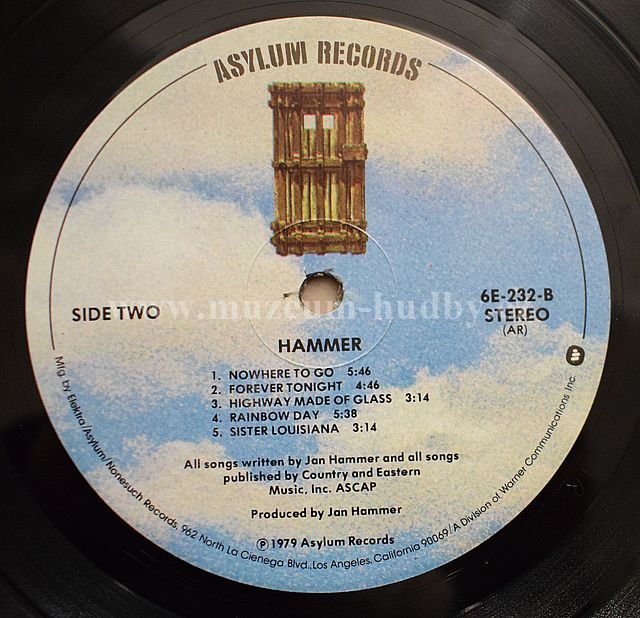 ASYLUM RECORDS
www.muzeum-hudby
SIDE TWO
6E-232-B
STEREO
(AR)
HAMMER
1. NOWHERE TO GO 5:46
2. FOREVER TONIGHT 4:46
3. HIGHWAY MADE OF GLASS 3:14
4. RAINBOW DAY 5:38
5. SISTER LOUISIANA 3:14
All songs written by Jan Hammer and all songs
published by Country and Eastern
Music, Inc. ASCAP
Produced by Jan Hammer
Ⓟ 1979 Asylum Records
Mfg. by Elektra/Asylum/Nonesuch Records, 962 North La Cienega Blvd., Los Angeles, California 90069/A Division of Warner Communications Inc